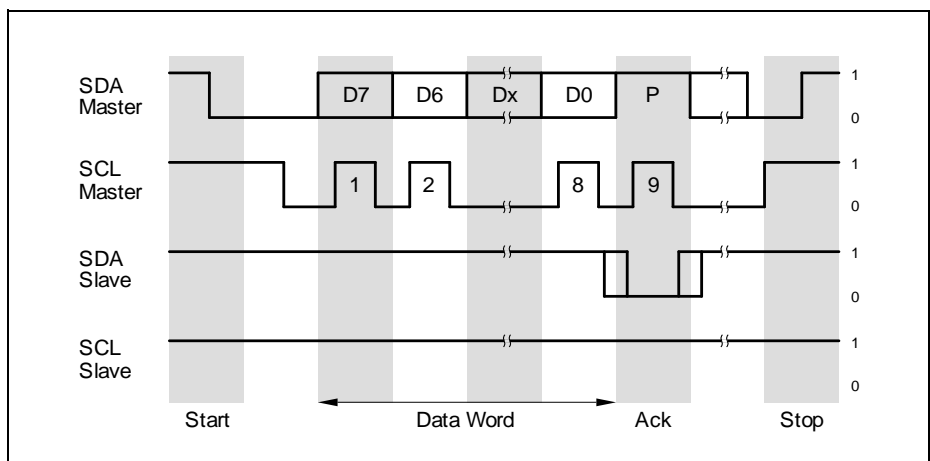 SDA
Master
D7 D6 Dx D0 P
1
0
SCL
Master
1 2 8 9
1
0
SDA
Slave
1
0
SCL
Slave
1
0
Start Data Word Ack Stop